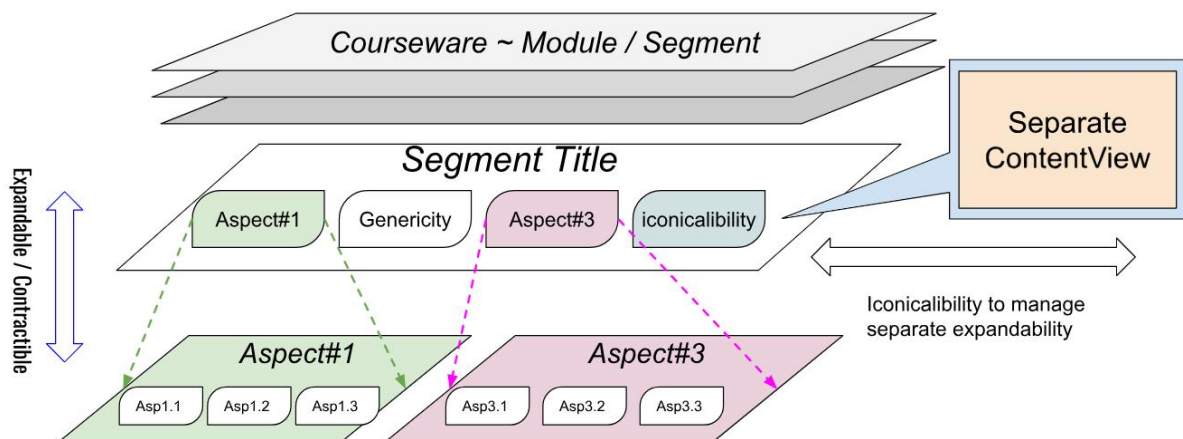 Courseware ~ Module / Segment
Separate
ContentView
Segment Title
Aspect#1
Genericity
Aspect#3
iconicalibility
Expandable / Contractible
Iconicalibility to manage
separate expandability
Aspect#1
Aspect#3
Asp1.1
Asp1.2
Asp1.3
Asp3.1
Asp3.2
Asp3.3